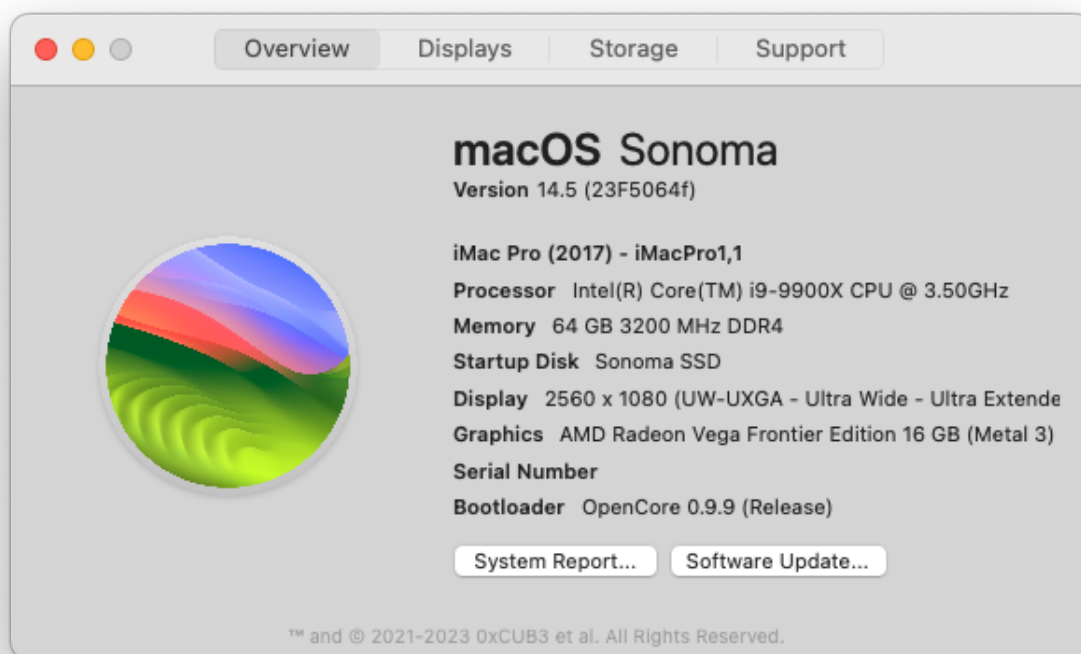 Overview Displays Storage Support
macOS Sonoma
Version 14.5 (23F5064f)
iMac Pro (2017) - iMacPro1,1
Processor Intel(R) Core(TM) i9-9900X CPU @ 3.50GHz
Memory 64 GB 3200 MHz DDR4
Startup Disk Sonoma SSD
Display 2560 x 1080 (UW-UXGA - Ultra Wide - Ultra Extende
Graphics AMD Radeon Vega Frontier Edition 16 GB (Metal 3)
Serial Number
Bootloader OpenCore 0.9.9 (Release)
System Report... Software Update...
™ and © 2021-2023 0xCUB3 et al. All Rights Reserved.